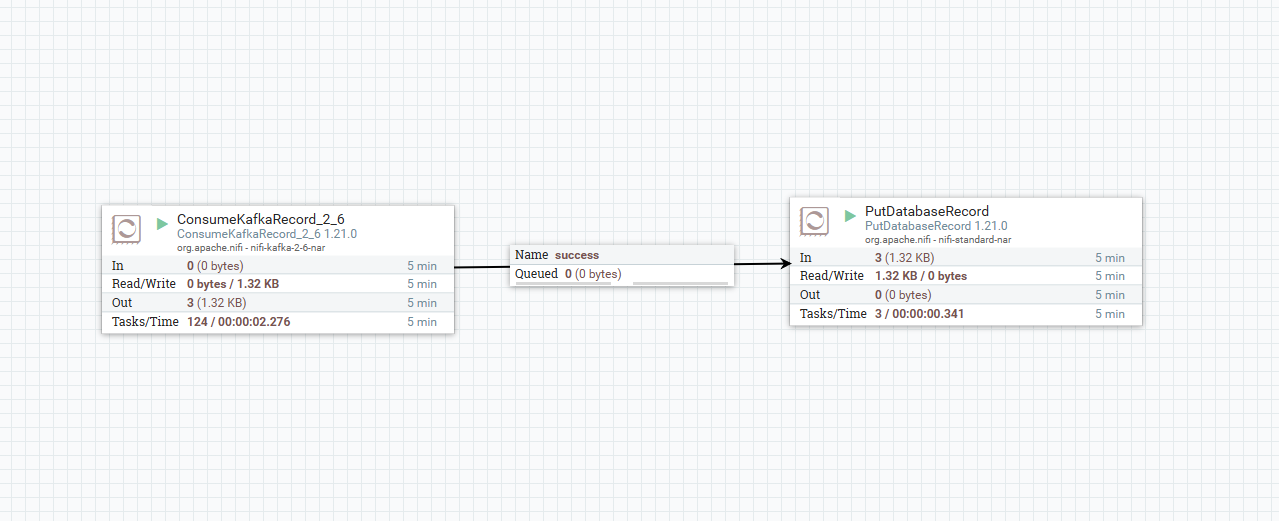 ConsumeKafkaRecord_2_6
ConsumeKafkaRecord_2_6 1.21.0
org.apache.nifi - nifi-kafka-2-6-nar
In 0 (0 bytes) 5 min
Read/Write 0 bytes / 1.32 KB 5 min
Out 3 (1.32 KB) 5 min
Tasks/Time 124 / 00:00:02.276 5 min
Name success
Queued 0 (0 bytes)
PutDatabaseRecord
PutDatabaseRecord 1.21.0
org.apache.nifi - nifi-standard-nar
In 3 (1.32 KB) 5 min
Read/Write 1.32 KB / 0 bytes 5 min
Out 0 (0 bytes) 5 min
Tasks/Time 3 / 00:00:00.341 5 min